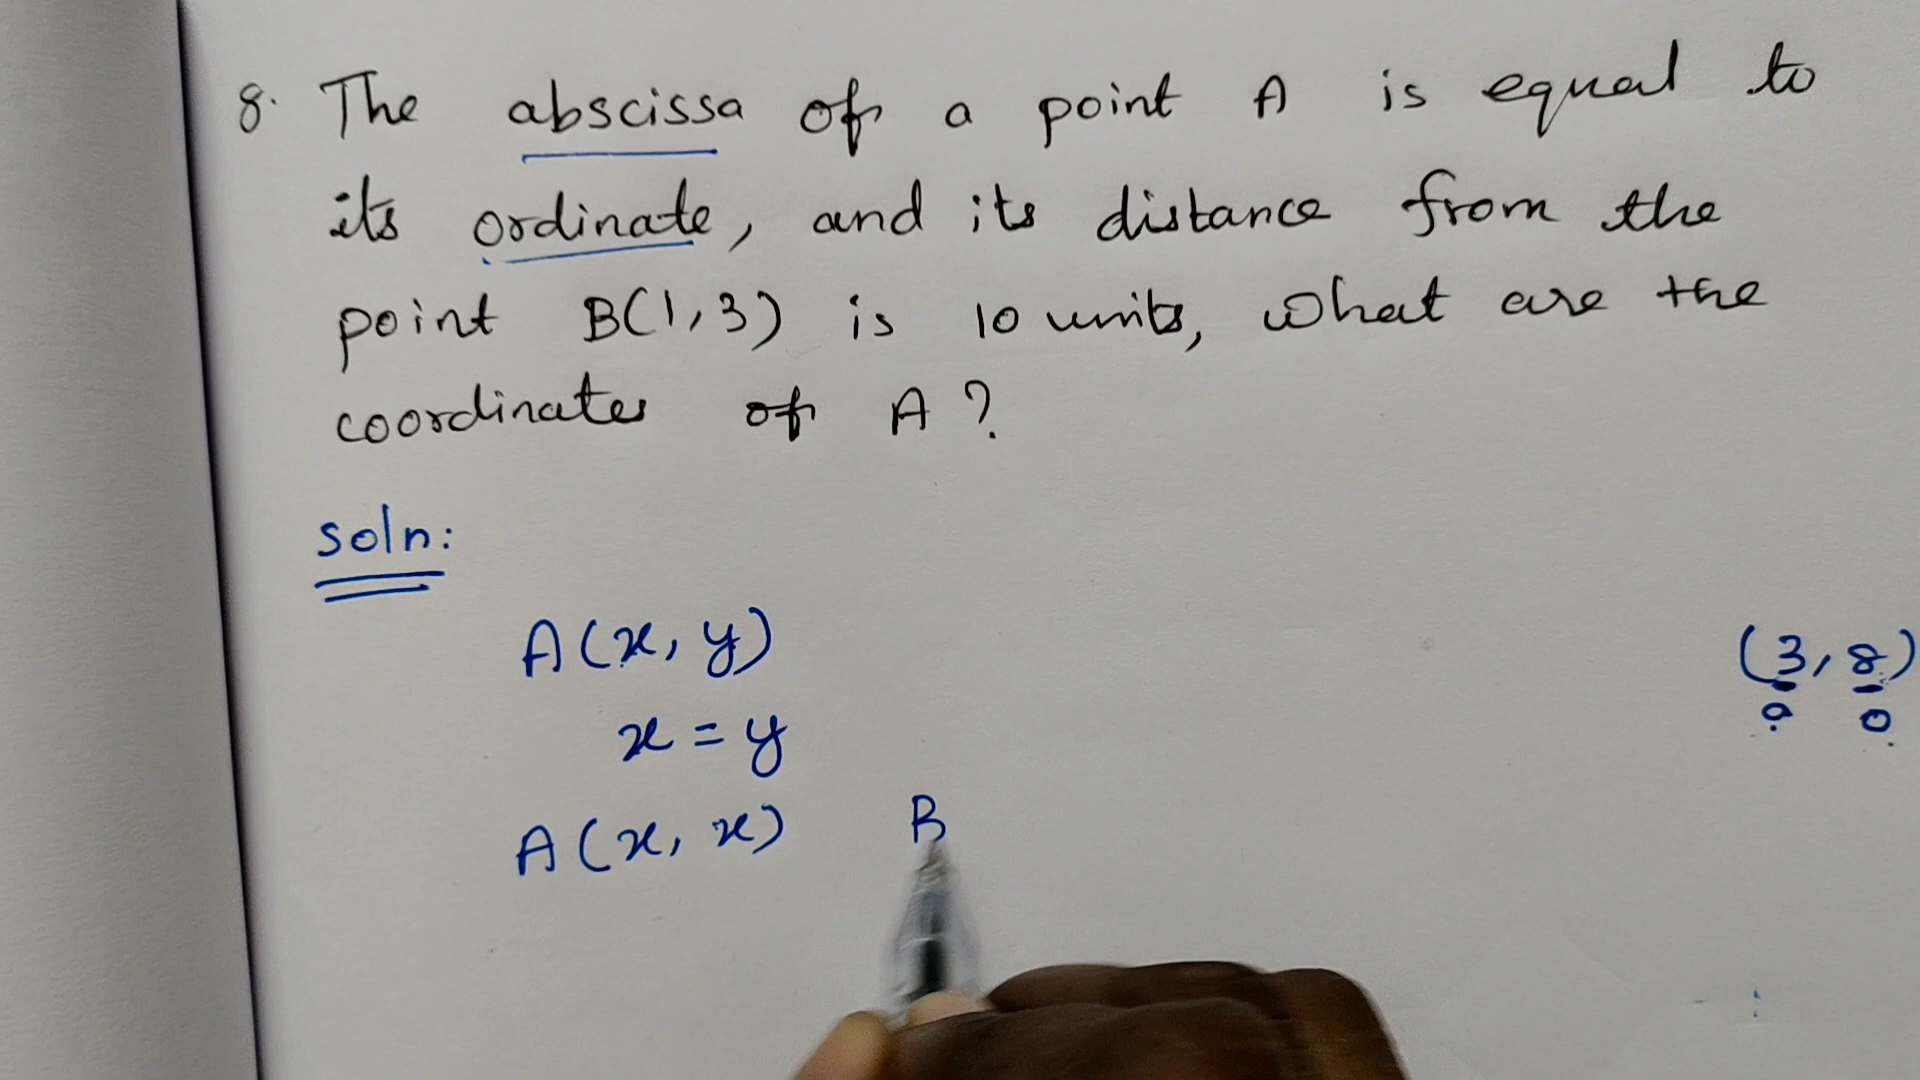 8. The abscissa of a point A is equal to
its ordinate, and its distance from the
point B(1,3) is 10 units, what are the
coordinates of A?
Soln:
A(x, y)
(3, 8)
a o
x = y
A(x, x) B